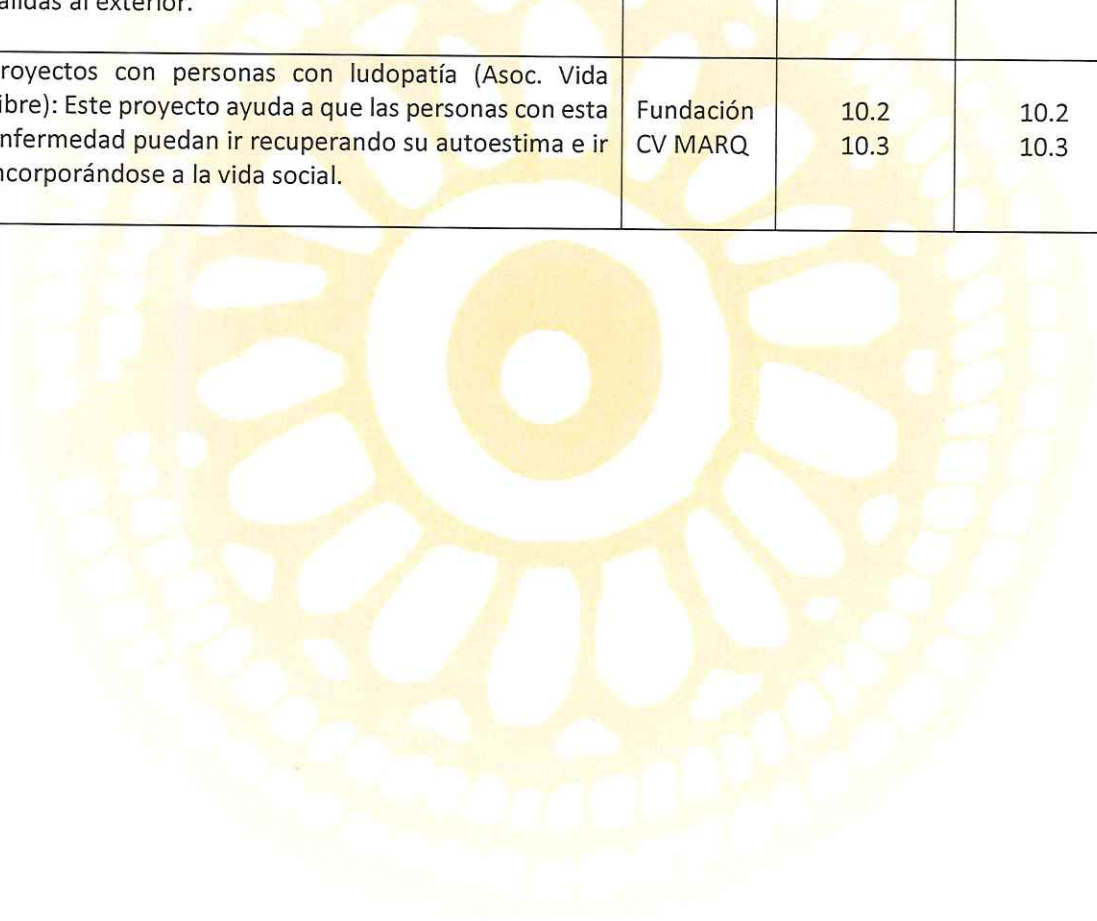 al exterior.
royectos con personas con ludopatía (Asoc. Vida
ibre): Este proyecto ayuda a que las personas con esta
nfermedad puedan ir recuperando su autoestima e ir
ncorporándose a la vida social.
Fundación
CV MARQ
10.2
10.3
10.2
10.3